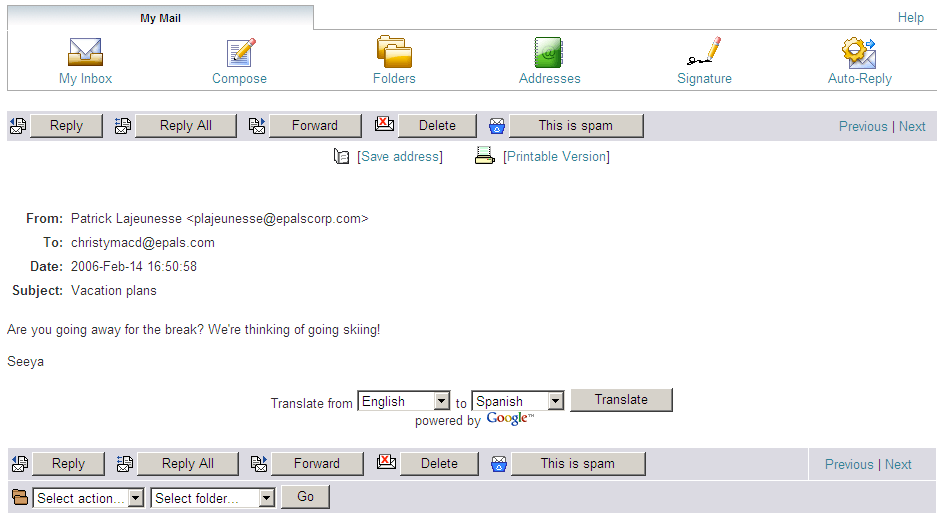 My Mail
Help
My Inbox Compose Folders Addresses Signature Auto-Reply
Reply Reply All Forward Delete This is spam Previous | Next
[Save address] [Printable Version]
From: Patrick Lajeunesse <plajeunesse@epalscorp.com>
To: christymacd@epals.com
Date: 2006-Feb-14 16:50:58
Subject: Vacation plans
Are you going away for the break? We're thinking of going skiing!
Seeya
Translate from English to Spanish Translate
powered by Google™
Reply Reply All Forward Delete This is spam Previous | Next
Select action... Select folder... Go